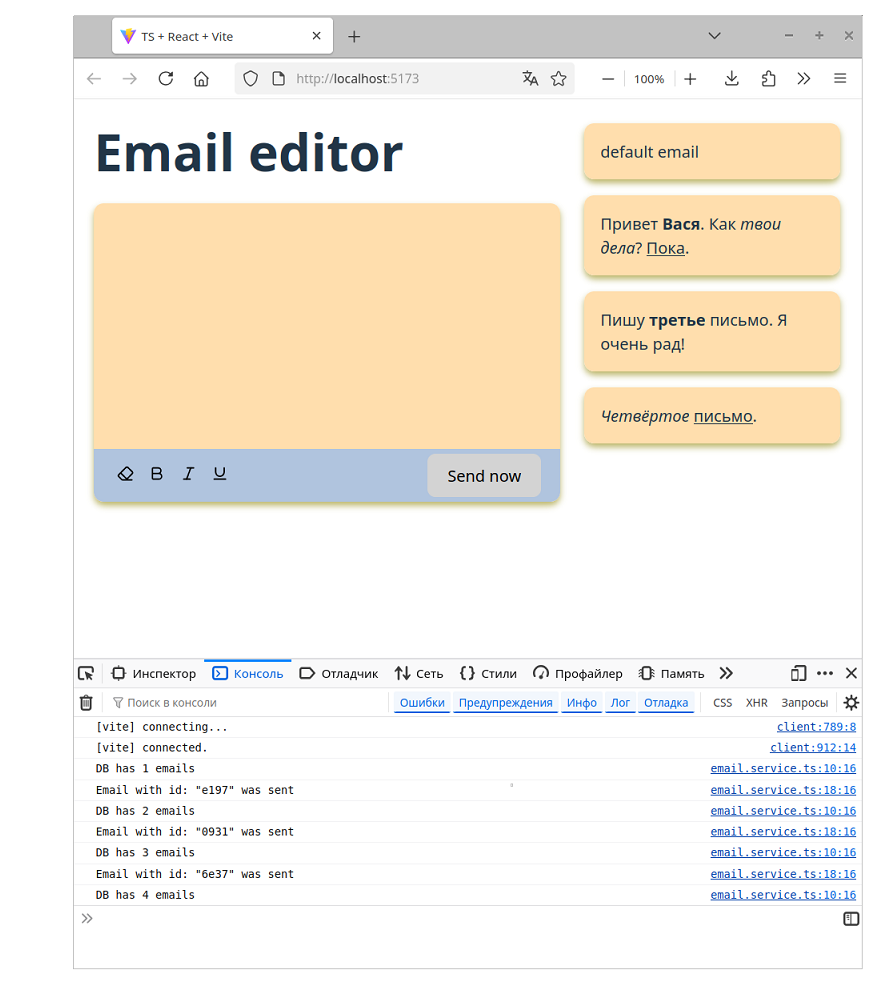 TS + React + Vite
http://localhost:5173
100%
Email editor
Send now
default email
Привет Вася. Как твои
дела? Пока.
Пишу третье письмо. Я
очень рад!
Четвёртое письмо.
Инспектор Консоль Отладчик Сеть Стили Профайлер Память
Поиск в консоли Ошибки Предупреждения Инфо Лог Отладка CSS XHR Запросы
[vite] connecting... client:789:8
[vite] connected. client:912:14
DB has 1 emails email.service.ts:10:16
Email with id: "e197" was sent email.service.ts:18:16
DB has 2 emails email.service.ts:10:16
Email with id: "0931" was sent email.service.ts:18:16
DB has 3 emails email.service.ts:10:16
Email with id: "6e37" was sent email.service.ts:18:16
DB has 4 emails email.service.ts:10:16